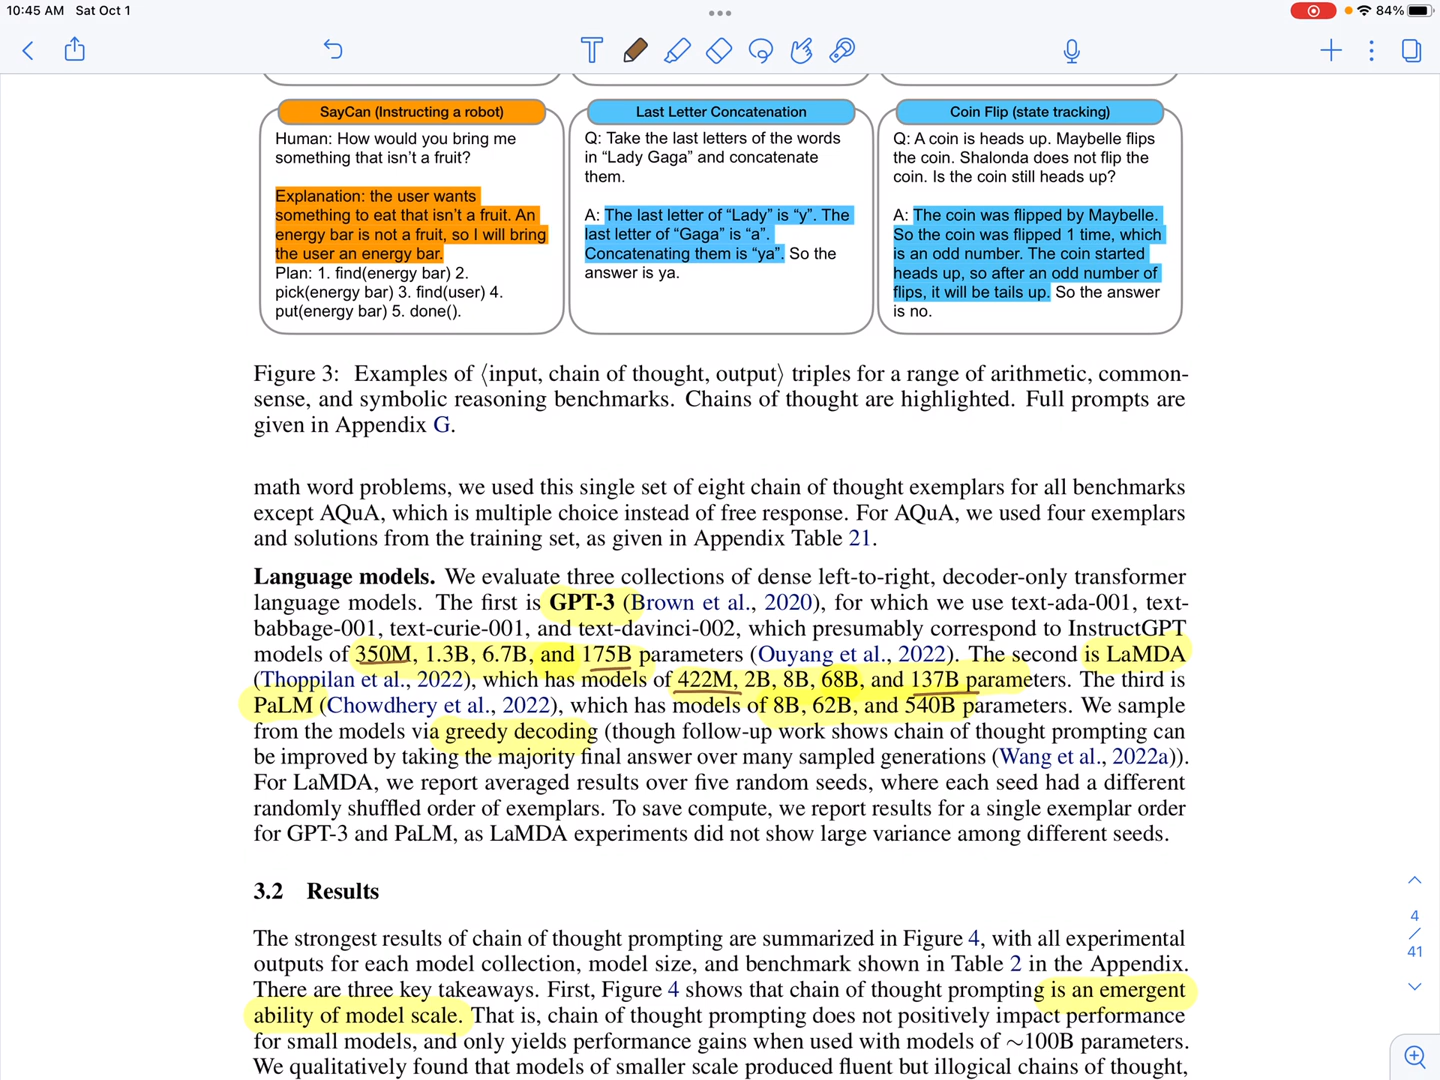 10:45 AM Sat Oct 1
84%
SayCan (Instructing a robot)
Human: How would you bring me
something that isn't a fruit?
Explanation: the user wants
something to eat that isn't a fruit. An
energy bar is not a fruit, so I will bring
the user an energy bar.
Plan: 1. find(energy bar) 2.
pick(energy bar) 3. find(user) 4.
put(energy bar) 5. done().
Last Letter Concatenation
Q: Take the last letters of the words
in “Lady Gaga” and concatenate
them.
A: The last letter of “Lady” is “y”. The
last letter of “Gaga” is “a”.
Concatenating them is “ya”. So the
answer is ya.
Coin Flip (state tracking)
Q: A coin is heads up. Maybelle flips
the coin. Shalonda does not flip the
coin. Is the coin still heads up?
A: The coin was flipped by Maybelle.
So the coin was flipped 1 time, which
is an odd number. The coin started
heads up, so after an odd number of
flips, it will be tails up. So the answer
is no.
Figure 3: Examples of ⟨input, chain of thought, output⟩ triples for a range of arithmetic, common-
sense, and symbolic reasoning benchmarks. Chains of thought are highlighted. Full prompts are
given in Appendix G.
math word problems, we used this single set of eight chain of thought exemplars for all benchmarks
except AQuA, which is multiple choice instead of free response. For AQuA, we used four exemplars
and solutions from the training set, as given in Appendix Table 21.
Language models. We evaluate three collections of dense left-to-right, decoder-only transformer
language models. The first is GPT-3 (Brown et al., 2020), for which we use text-ada-001, text-
babbage-001, text-curie-001, and text-davinci-002, which presumably correspond to InstructGPT
models of 350M, 1.3B, 6.7B, and 175B parameters (Ouyang et al., 2022). The second is LaMDA
(Thoppilan et al., 2022), which has models of 422M, 2B, 8B, 68B, and 137B parameters. The third is
PaLM (Chowdhery et al., 2022), which has models of 8B, 62B, and 540B parameters. We sample
from the models via greedy decoding (though follow-up work shows chain of thought prompting can
be improved by taking the majority final answer over many sampled generations (Wang et al., 2022a)).
For LaMDA, we report averaged results over five random seeds, where each seed had a different
randomly shuffled order of exemplars. To save compute, we report results for a single exemplar order
for GPT-3 and PaLM, as LaMDA experiments did not show large variance among different seeds.
3.2 Results
The strongest results of chain of thought prompting are summarized in Figure 4, with all experimental
outputs for each model collection, model size, and benchmark shown in Table 2 in the Appendix.
There are three key takeaways. First, Figure 4 shows that chain of thought prompting is an emergent
ability of model scale. That is, chain of thought prompting does not positively impact performance
for small models, and only yields performance gains when used with models of ∼100B parameters.
We qualitatively found that models of smaller scale produced fluent but illogical chains of thought,
4
/
41